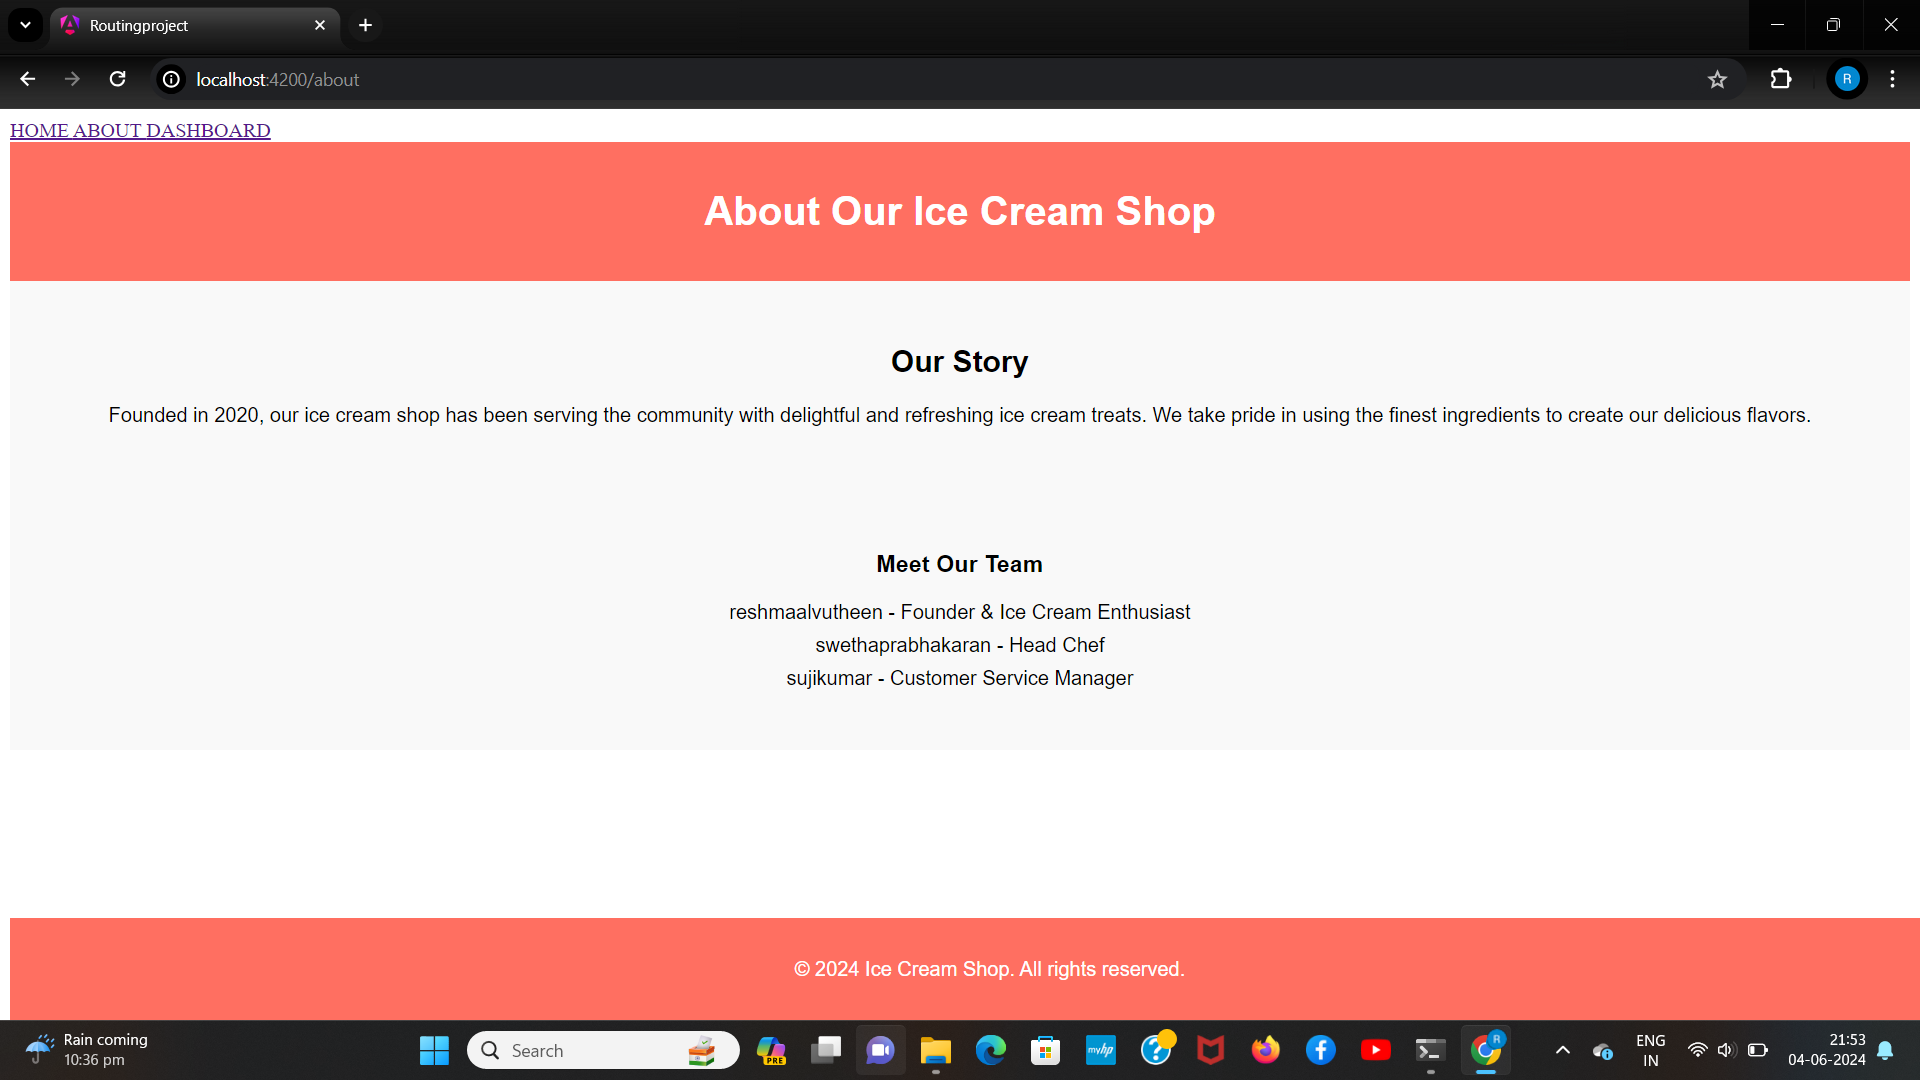 Routingproject
localhost:4200/about
R
HOME ABOUT DASHBOARD
About Our Ice Cream Shop
Our Story
Founded in 2020, our ice cream shop has been serving the community with delightful and refreshing ice cream treats. We take pride in using the finest ingredients to create our delicious flavors.
Meet Our Team
reshmaalvutheen - Founder & Ice Cream Enthusiast
swethaprabhakaran - Head Chef
sujikumar - Customer Service Manager
© 2024 Ice Cream Shop. All rights reserved.
Rain coming
10:36 pm
Search
PRE
myhp
R
ENG
IN
21:53
04-06-2024